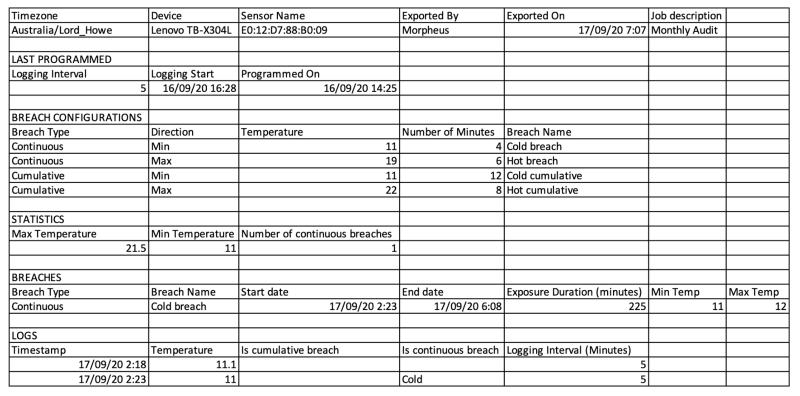 Timezone Device Sensor Name Exported By Exported On Job description
Australia/Lord_Howe Lenovo TB-X304L E0:12:D7:88:B0:09 Morpheus 17/09/20 7:07 Monthly Audit
LAST PROGRAMMED
Logging Interval Logging Start Programmed On
5 16/09/20 16:28 16/09/20 14:25
BREACH CONFIGURATIONS
Breach Type Direction Temperature Number of Minutes Breach Name
Continuous Min 11 4 Cold breach
Continuous Max 19 6 Hot breach
Cumulative Min 11 12 Cold cumulative
Cumulative Max 22 8 Hot cumulative
STATISTICS
Max Temperature Min Temperature Number of continuous breaches
21.5 11 1
BREACHES
Breach Type Breach Name Start date End date Exposure Duration (minutes) Min Temp Max Temp
Continuous Cold breach 17/09/20 2:23 17/09/20 6:08 225 11 12
LOGS
Timestamp Temperature Is cumulative breach Is continuous breach Logging Interval (Minutes)
17/09/20 2:18 11.1 5
17/09/20 2:23 11 Cold 5